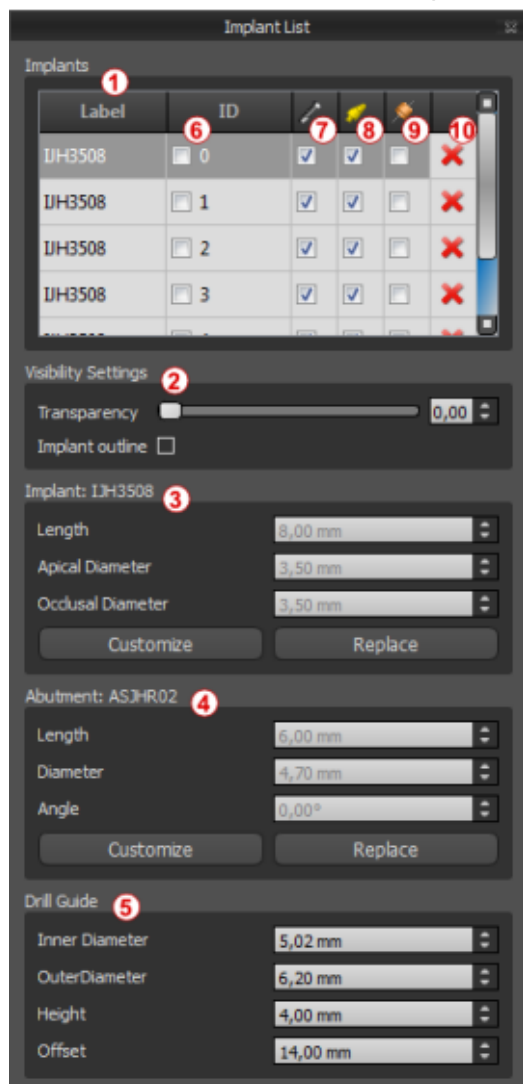 Implant List
Implants
1
Label ID
6 7 8 9 10
IJH3508 0
IJH3508 1
IJH3508 2
IJH3508 3
Visibility Settings 2
Transparency 0,00
Implant outline
Implant: IJH3508 3
Length 8,00 mm
Apical Diameter 3,50 mm
Occlusal Diameter 3,50 mm
Customize Replace
Abutment: ASJHR02 4
Length 6,00 mm
Diameter 4,70 mm
Angle 0,00°
Customize Replace
Drill Guide 5
Inner Diameter 5,02 mm
OuterDiameter 6,20 mm
Height 4,00 mm
Offset 14,00 mm